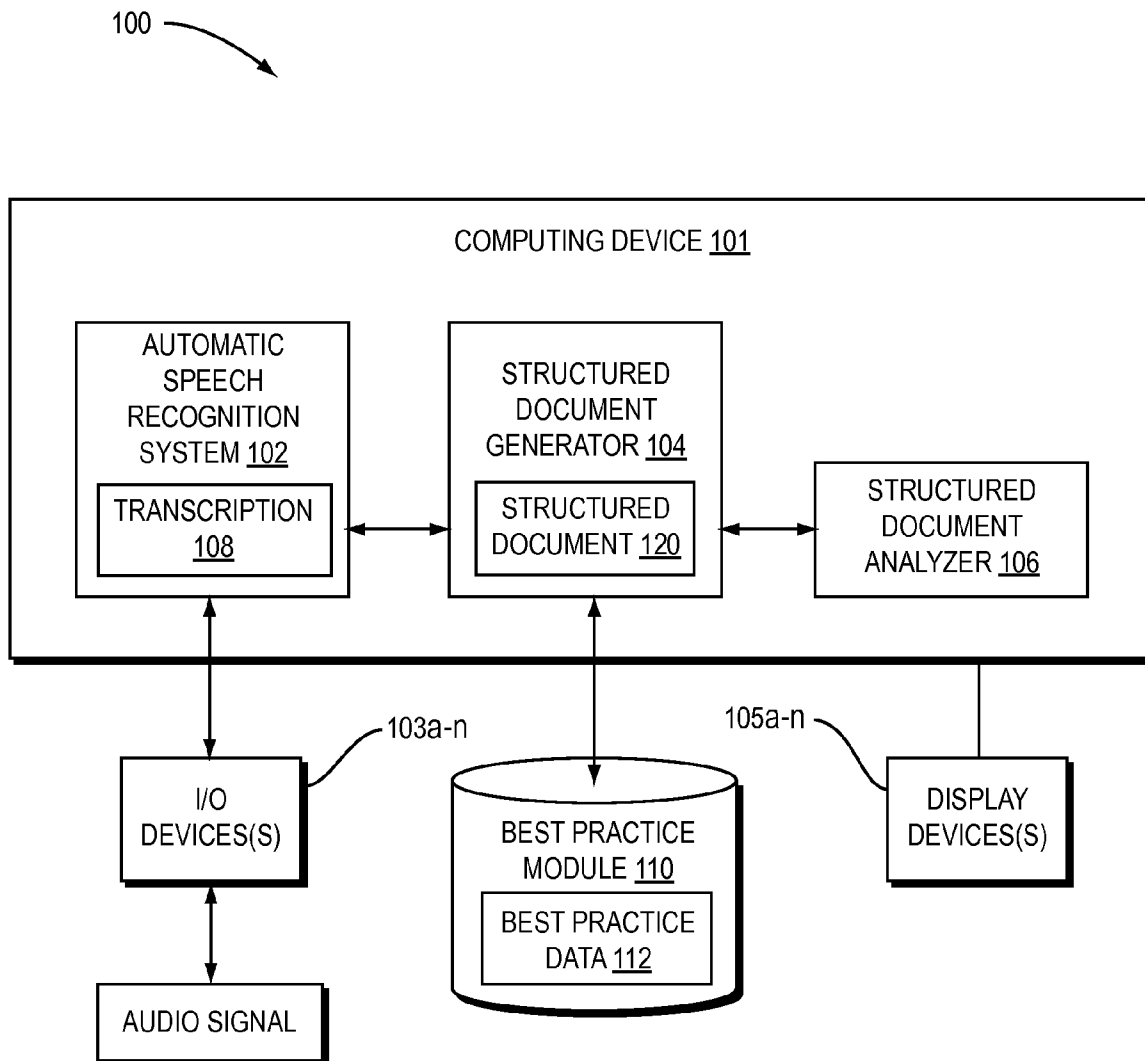 100
COMPUTING DEVICE 101
AUTOMATIC
SPEECH
RECOGNITION
SYSTEM 102
TRANSCRIPTION
108
STRUCTURED
DOCUMENT
GENERATOR 104
STRUCTURED
DOCUMENT 120
STRUCTURED
DOCUMENT
ANALYZER 106
103a-n
I/O
DEVICES(S)
AUDIO SIGNAL
BEST PRACTICE
MODULE 110
BEST PRACTICE
DATA 112
105a-n
DISPLAY
DEVICES(S)